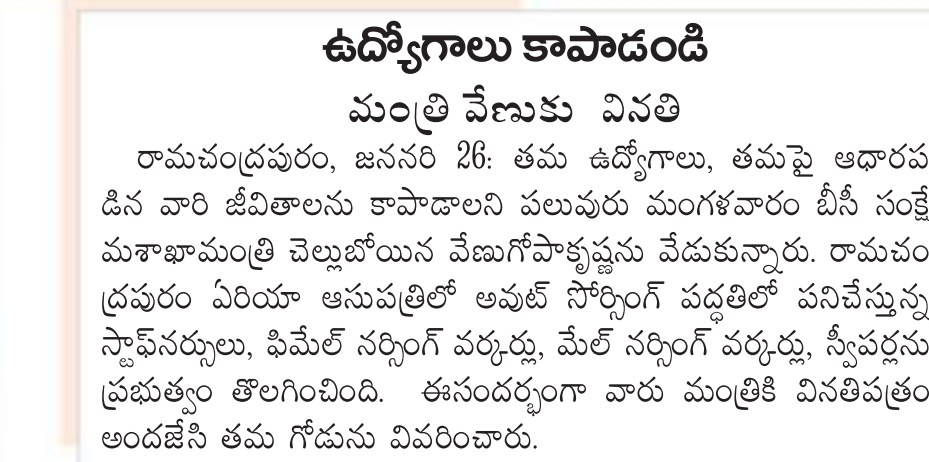 ఉద్యోగాలు కాపాడండి
మంత్రి వేణుకు వినతి
రామచంద్రపురం, జననరి 26: తమ ఉద్యోగాలు, తమపై ఆధారప
డిన వారి జీవితాలను కాపాడాలని పలువురు మంగళవారం బీసీ సంక్షే
మశాఖామంత్రి చెల్లుబోయిన వేణుగోపాకృష్ణను వేడుకున్నారు. రామచం
ద్రపురం ఏరియా ఆసుపత్రిలో అవుట్ సోర్సింగ్ పద్ధతిలో పనిచేస్తున్న
స్టాఫ్‌నర్సులు, ఫిమేల్ నర్సింగ్ వర్కర్లు, మేల్ నర్సింగ్ వర్కర్లు, స్వీపర్లను
ప్రభుత్వం తొలగించింది. ఈసందర్భంగా వారు మంత్రికి వినతిపత్రం
అందజేసి తమ గోడును వివరించారు.